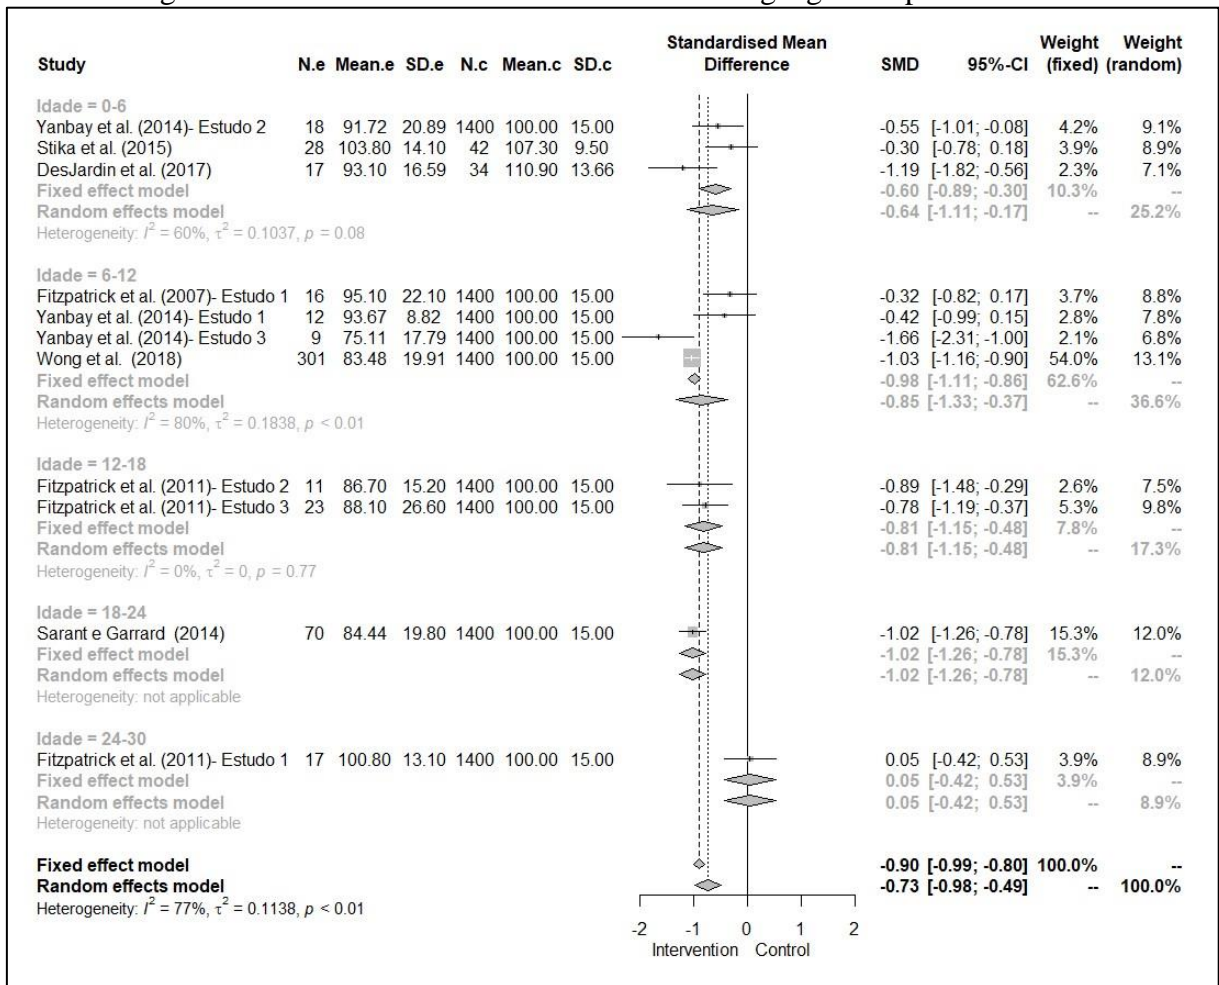 Standardised Mean Weight Weight
Study N.e Mean.e SD.e N.c Mean.c SD.c Difference SMD 95%-CI (fixed) (random)
Idade = 0-6
Yanbay et al. (2014)- Estudo 2 18 91.72 20.89 1400 100.00 15.00 -0.55 [-1.01; -0.08] 4.2% 9.1%
Stika et al. (2015) 28 103.80 14.10 42 107.30 9.50 -0.30 [-0.78; 0.18] 3.9% 8.9%
DesJardin et al. (2017) 17 93.10 16.59 34 110.90 13.66 -1.19 [-1.82; -0.56] 2.3% 7.1%
Fixed effect model -0.60 [-0.89; -0.30] 10.3% --
Random effects model -0.64 [-1.11; -0.17] -- 25.2%
Heterogeneity: I² = 60%, τ² = 0.1037, p = 0.08
Idade = 6-12
Fitzpatrick et al. (2007)- Estudo 1 16 95.10 22.10 1400 100.00 15.00 -0.32 [-0.82; 0.17] 3.7% 8.8%
Yanbay et al. (2014)- Estudo 1 12 93.67 8.82 1400 100.00 15.00 -0.42 [-0.99; 0.15] 2.8% 7.8%
Yanbay et al. (2014)- Estudo 3 9 75.11 17.79 1400 100.00 15.00 -1.66 [-2.31; -1.00] 2.1% 6.8%
Wong et al. (2018) 301 83.48 19.91 1400 100.00 15.00 -1.03 [-1.16; -0.90] 54.0% 13.1%
Fixed effect model -0.98 [-1.11; -0.86] 62.6% --
Random effects model -0.85 [-1.33; -0.37] -- 36.6%
Heterogeneity: I² = 80%, τ² = 0.1838, p < 0.01
Idade = 12-18
Fitzpatrick et al. (2011)- Estudo 2 11 86.70 15.20 1400 100.00 15.00 -0.89 [-1.48; -0.29] 2.6% 7.5%
Fitzpatrick et al. (2011)- Estudo 3 23 88.10 26.60 1400 100.00 15.00 -0.78 [-1.19; -0.37] 5.3% 9.8%
Fixed effect model -0.81 [-1.15; -0.48] 7.8% --
Random effects model -0.81 [-1.15; -0.48] -- 17.3%
Heterogeneity: I² = 0%, τ² = 0, p = 0.77
Idade = 18-24
Sarant e Garrard (2014) 70 84.44 19.80 1400 100.00 15.00 -1.02 [-1.26; -0.78] 15.3% 12.0%
Fixed effect model -1.02 [-1.26; -0.78] 15.3% --
Random effects model -1.02 [-1.26; -0.78] -- 12.0%
Heterogeneity: not applicable
Idade = 24-30
Fitzpatrick et al. (2011)- Estudo 1 17 100.80 13.10 1400 100.00 15.00 0.05 [-0.42; 0.53] 3.9% 8.9%
Fixed effect model 0.05 [-0.42; 0.53] 3.9% --
Random effects model 0.05 [-0.42; 0.53] -- 8.9%
Heterogeneity: not applicable
Fixed effect model -0.90 [-0.99; -0.80] 100.0% --
Random effects model -0.73 [-0.98; -0.49] -- 100.0%
Heterogeneity: I² = 77%, τ² = 0.1138, p < 0.01
-2 -1 0 1 2
Intervention Control